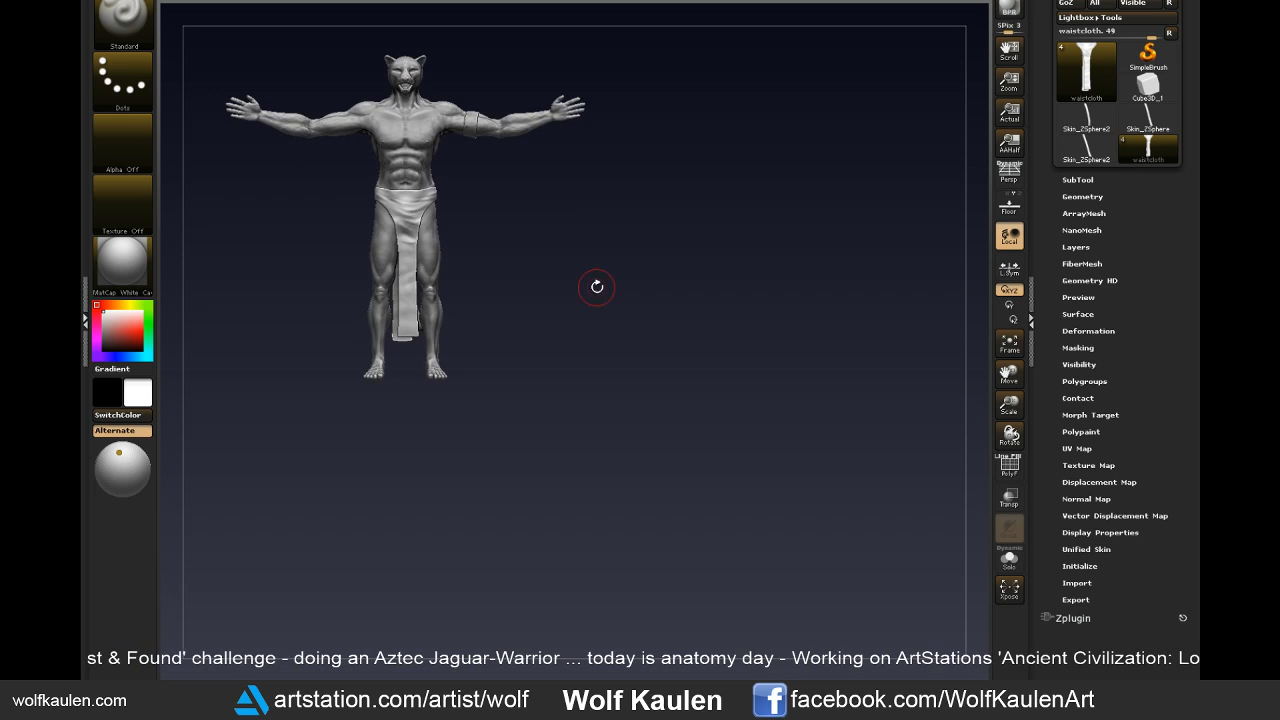 Standard
Dots
Alpha Off
Texture Off
MatCap White Ca
Gradient
SwitchColor
Alternate
BPR
SPix 3
Scroll
Zoom
Actual
AAHalf
Dynamic
Persp
Floor
Local
L.Sym
XYZ
Frame
Move
Scale
Rotate
Line Fill
PolyF
Transp
Dynamic
Solo
Xpose
GoZ All Visible R
Lightbox▸Tools
waistcloth. 49 R
4
waistcloth
SimpleBrush
Cube3D_1
Skin_ZSphere2
Skin_ZSphere
Skin_ZSphere2
4
waistcloth
SubTool
Geometry
ArrayMesh
NanoMesh
Layers
FiberMesh
Geometry HD
Preview
Surface
Deformation
Masking
Visibility
Polygroups
Contact
Morph Target
Polypaint
UV Map
Texture Map
Displacement Map
Normal Map
Vector Displacement Map
Display Properties
Unified Skin
Initialize
Import
Export
Zplugin
st & Found' challenge - doing an Aztec Jaguar-Warrior ... today is anatomy day - Working on ArtStations 'Ancient Civilization: Lo
wolfkaulen.com
artstation.com/artist/wolf
Wolf Kaulen
facebook.com/WolfKaulenArt